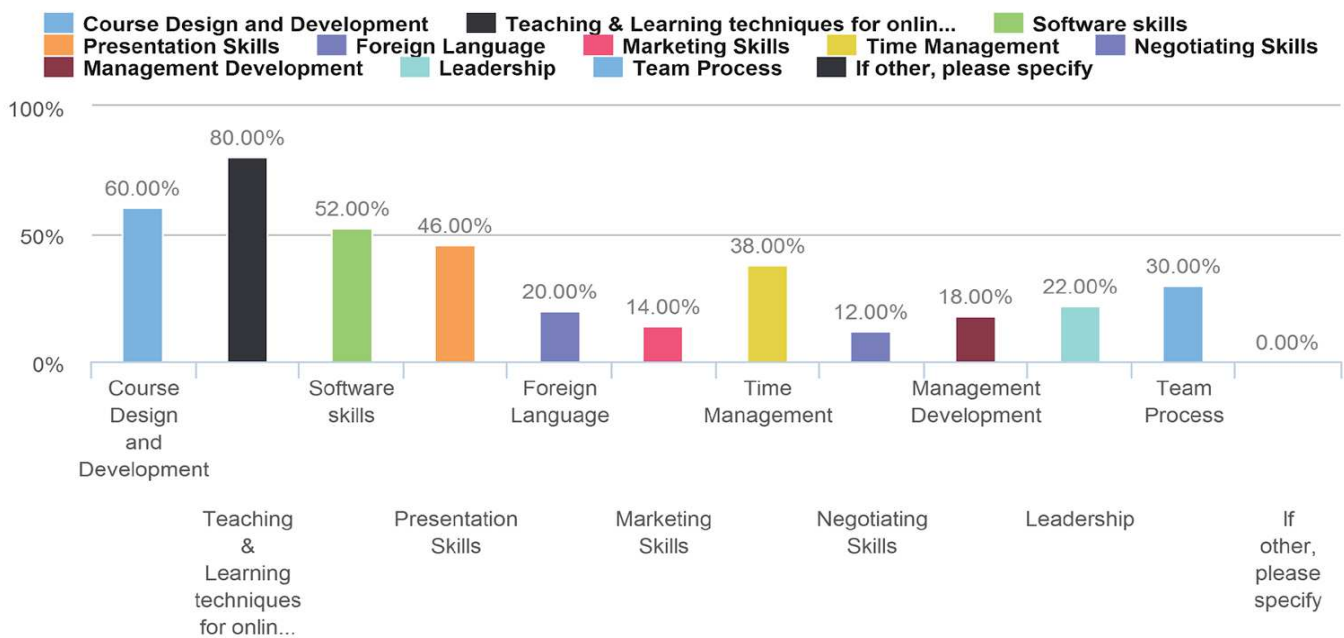 Course Design and Development Teaching & Learning techniques for onlin... Software skills
Presentation Skills Foreign Language Marketing Skills Time Management Negotiating Skills
Management Development Leadership Team Process If other, please specify
100%
80.00%
60.00%
52.00%
46.00%
50%
38.00%
30.00%
20.00%
14.00%
12.00%
18.00%
22.00%
0.00%
0%
Course
Design
and
Development
Software
skills
Foreign
Language
Time
Management
Management
Development
Team
Process
Teaching
&
Learning
techniques
for onlin...
Presentation
Skills
Marketing
Skills
Negotiating
Skills
Leadership
If
other,
please
specify